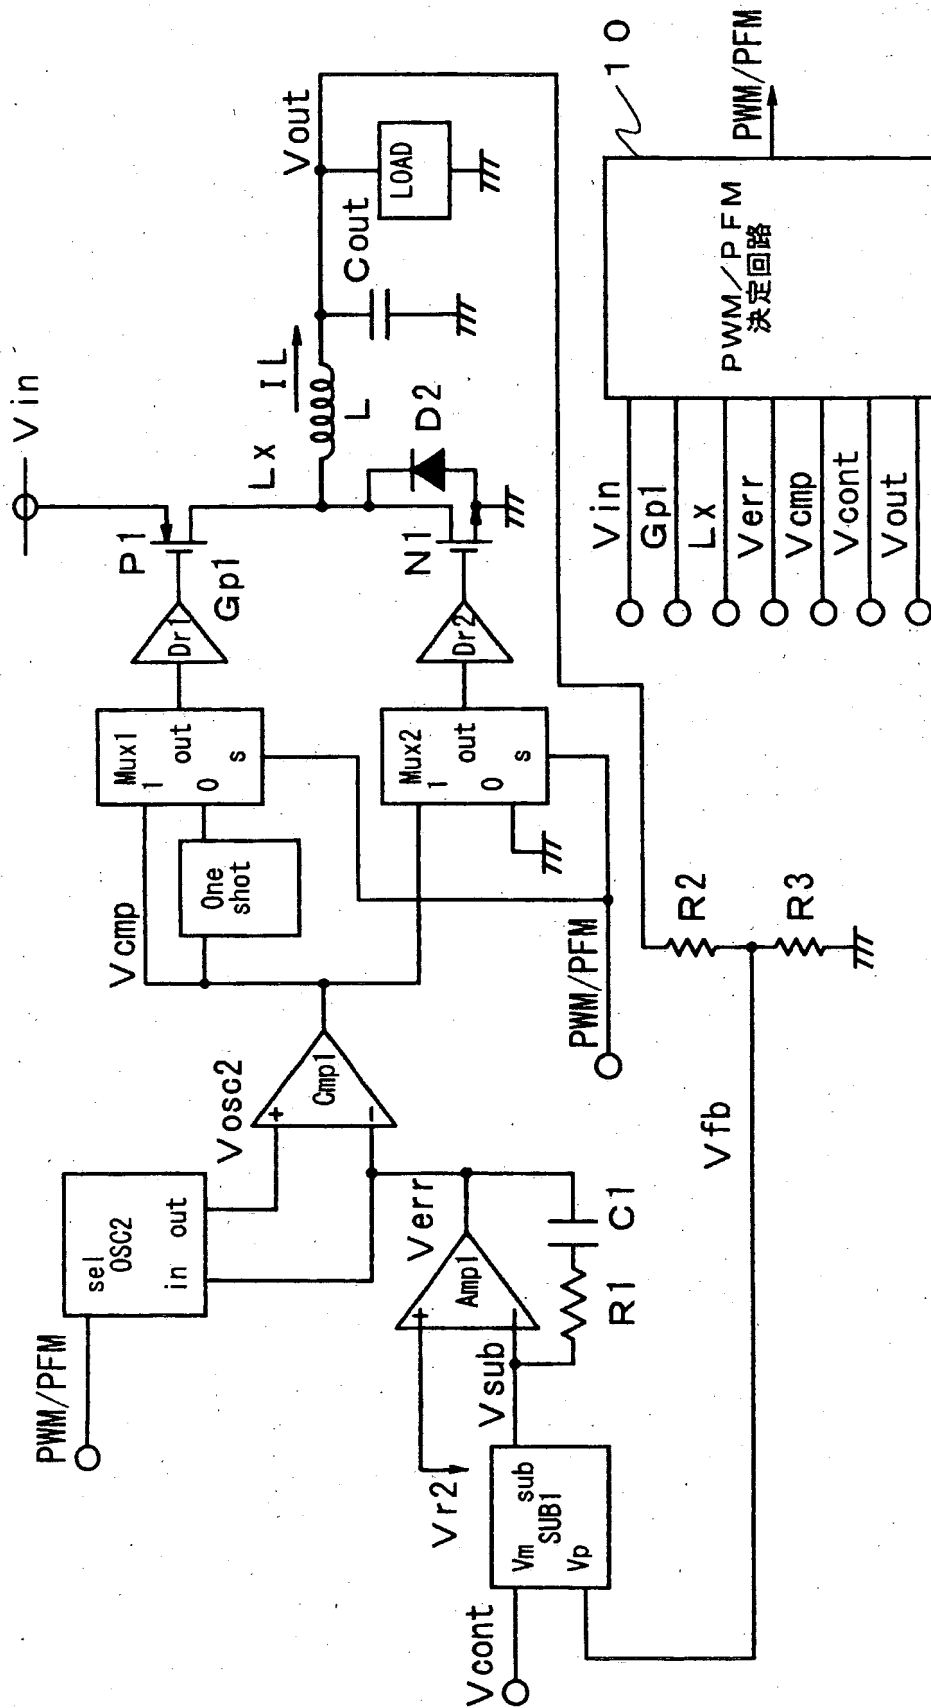 Vin
P1
Gp1
Dr1
Mux1
1
out
0
s
One
shot
Vcmp
Lx
IL
L
Vout
Cout
LOAD
D2
N1
Dr2
Mux2
1
out
0
s
PWM/PFM
Cmp1
+
−
Vosc2
PWM/PFM
sel
OSC2
in
out
Verr
Amp1
+
−
C1
R1
Vsub
Vr2
Vcont
Vm
sub
SUB1
Vp
Vfb
R2
R3
Vin
Gp1
Lx
Verr
Vcmp
Vcont
Vout
PWM/PFM
決定回路
PWM/PFM
10